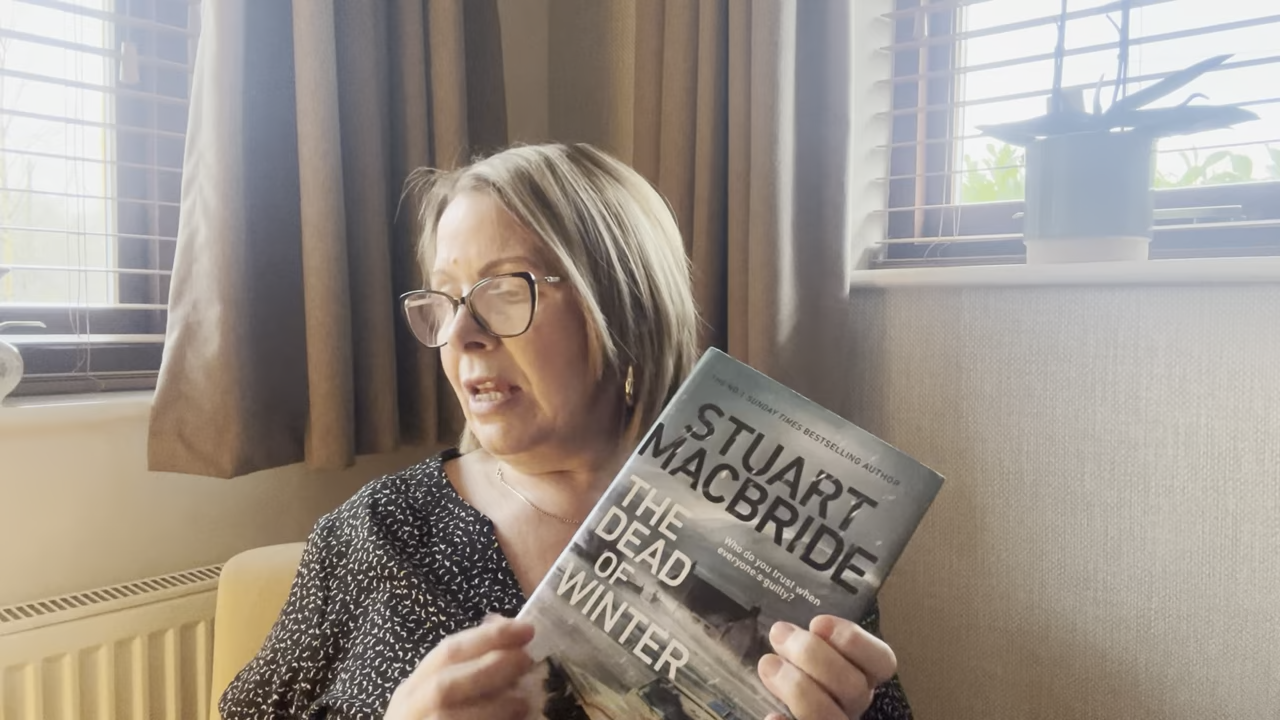 THE NO.1 SUNDAY TIMES BESTSELLING AUTHOR
STUART
MACBRIDE
Who do you trust when
everyone's guilty?
THE
DEAD
OF
WINTER